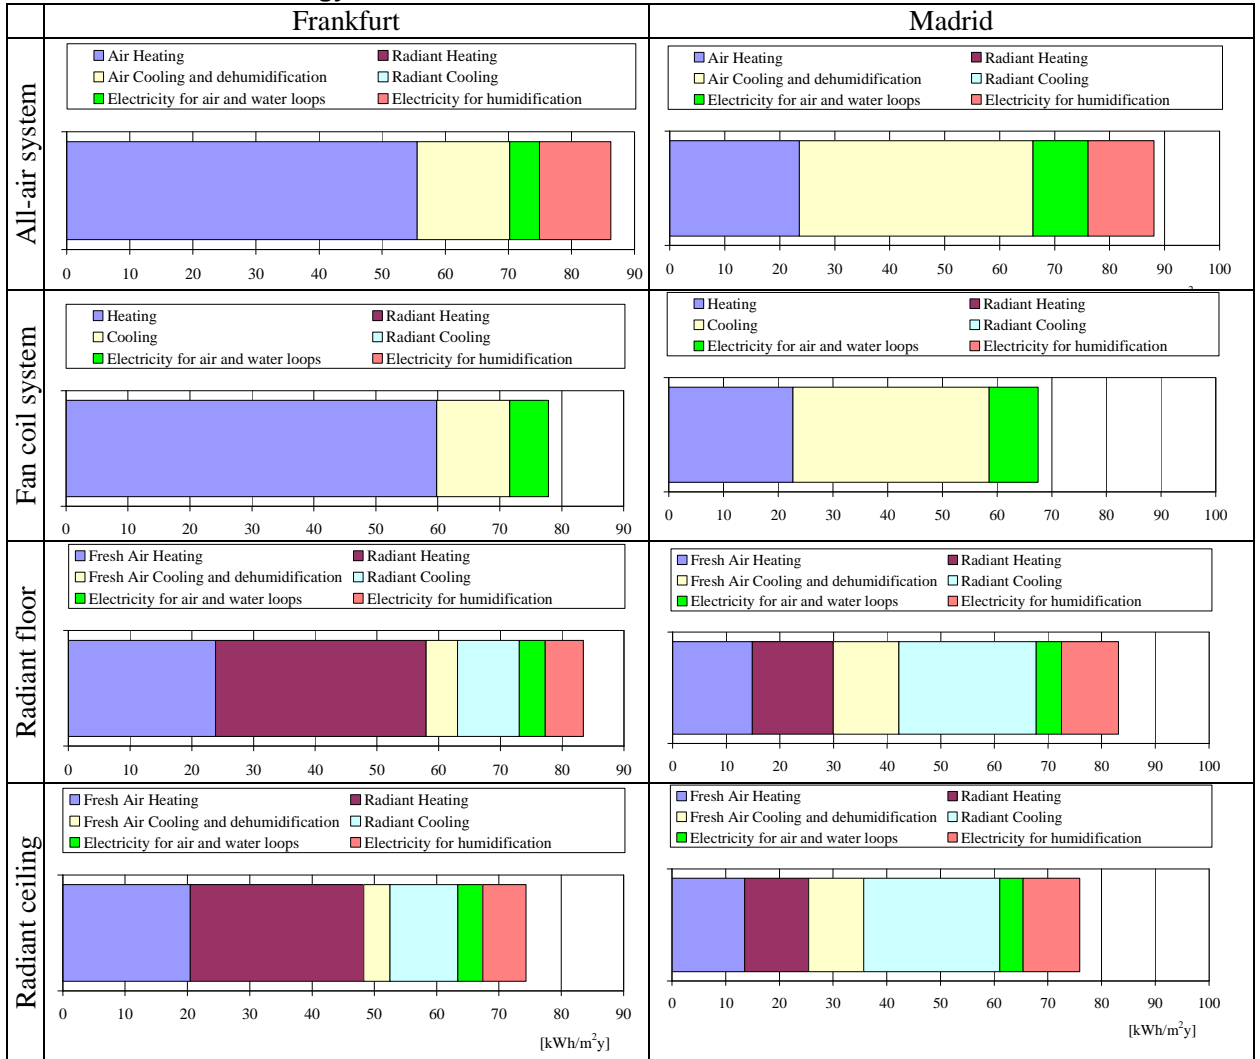 Frankfurt
Madrid
All-air system
Air Heating
Radiant Heating
Air Cooling and dehumidification
Radiant Cooling
Electricity for air and water loops
Electricity for humidification
0 10 20 30 40 50 60 70 80 90
Air Heating
Radiant Heating
Air Cooling and dehumidification
Radiant Cooling
Electricity for air and water loops
Electricity for humidification
0 10 20 30 40 50 60 70 80 90 100
Fan coil system
Heating
Radiant Heating
Cooling
Radiant Cooling
Electricity for air and water loops
Electricity for humidification
0 10 20 30 40 50 60 70 80 90
Heating
Radiant Heating
Cooling
Radiant Cooling
Electricity for air and water loops
Electricity for humidification
0 10 20 30 40 50 60 70 80 90 100
Radiant floor
Fresh Air Heating
Radiant Heating
Fresh Air Cooling and dehumidification
Radiant Cooling
Electricity for air and water loops
Electricity for humidification
0 10 20 30 40 50 60 70 80 90
Fresh Air Heating
Radiant Heating
Fresh Air Cooling and dehumidification
Radiant Cooling
Electricity for air and water loops
Electricity for humidification
0 10 20 30 40 50 60 70 80 90 100
Radiant ceiling
Fresh Air Heating
Radiant Heating
Fresh Air Cooling and dehumidification
Radiant Cooling
Electricity for air and water loops
Electricity for humidification
0 10 20 30 40 50 60 70 80 90
[kWh/m²y]
Fresh Air Heating
Radiant Heating
Fresh Air Cooling and dehumidification
Radiant Cooling
Electricity for air and water loops
Electricity for humidification
0 10 20 30 40 50 60 70 80 90 100
[kWh/m²y]